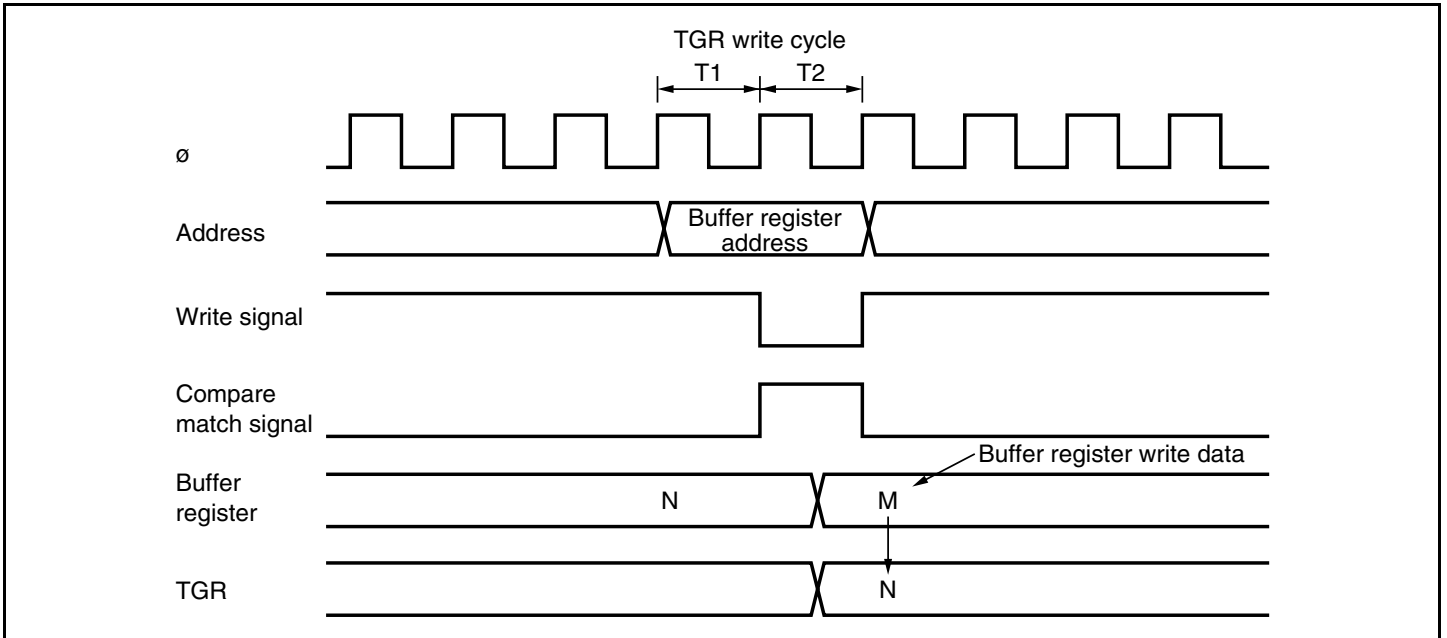 TGR write cycle
T1 T2
ø
Address
Buffer register
address
Write signal
Compare
match signal
Buffer register write data
Buffer
register
N M
TGR
N